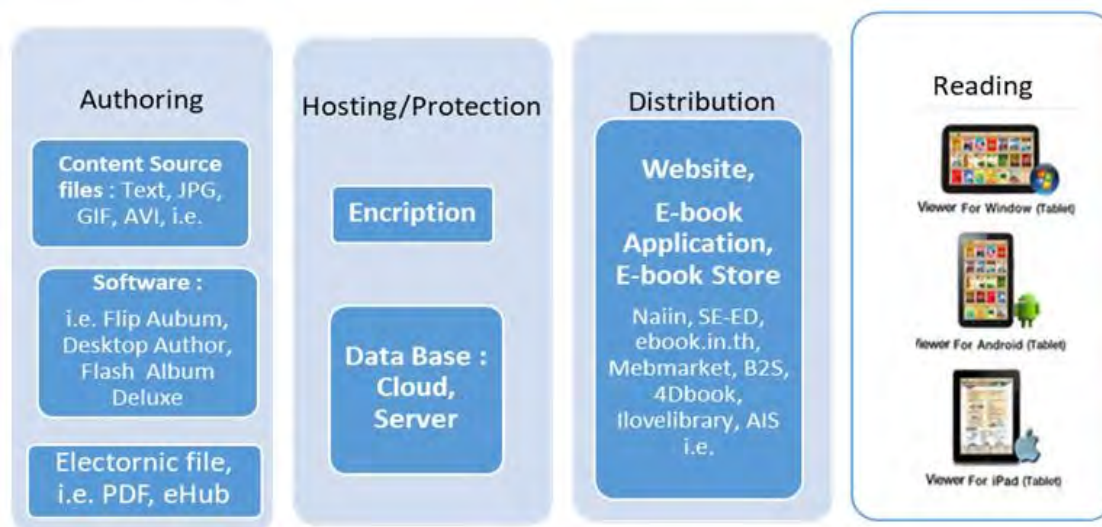 Authoring
Content Source
files : Text, JPG,
GIF, AVI, i.e.
Software :
i.e. Flip Aubum,
Desktop Author,
Flash Album
Deluxe
Electornic file,
i.e. PDF, eHub
Hosting/Protection
Encription
Data Base :
Cloud,
Server
Distribution
Website,
E-book
Application,
E-book Store
Naiin, SE-ED,
ebook.in.th,
Mebmarket, B2S,
4Dbook,
Ilovelibrary, AIS
i.e.
Reading
Viewer For Window (Tablet)
iewer For Android (Tablet)
Viewer For iPad (Tablet)